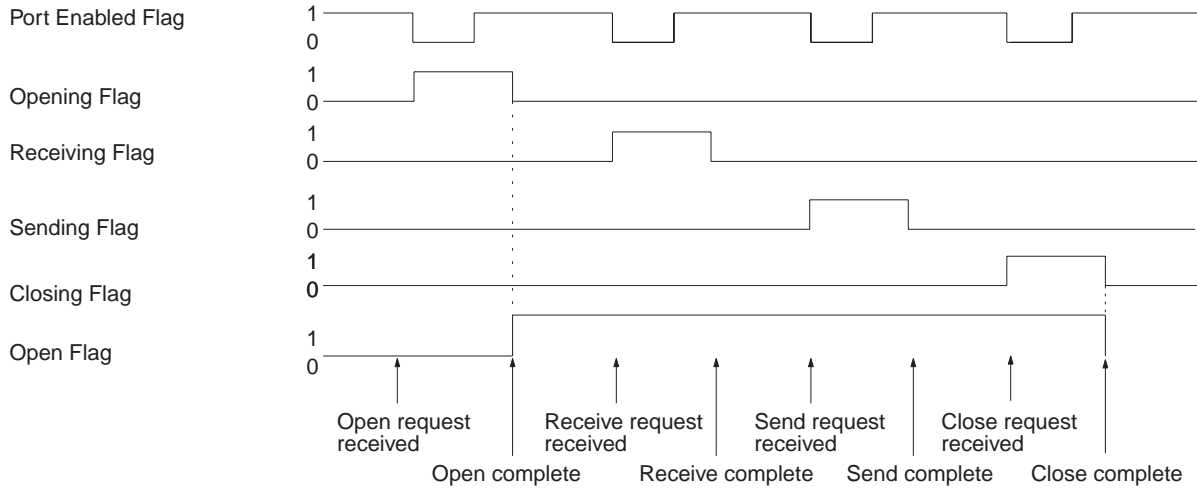 Port Enabled Flag
1
0
Opening Flag
1
0
Receiving Flag
1
0
Sending Flag
1
0
Closing Flag
1
0
Open Flag
1
0
Open request
received
Receive request
received
Send request
received
Close request
received
Open complete
Receive complete
Send complete
Close complete